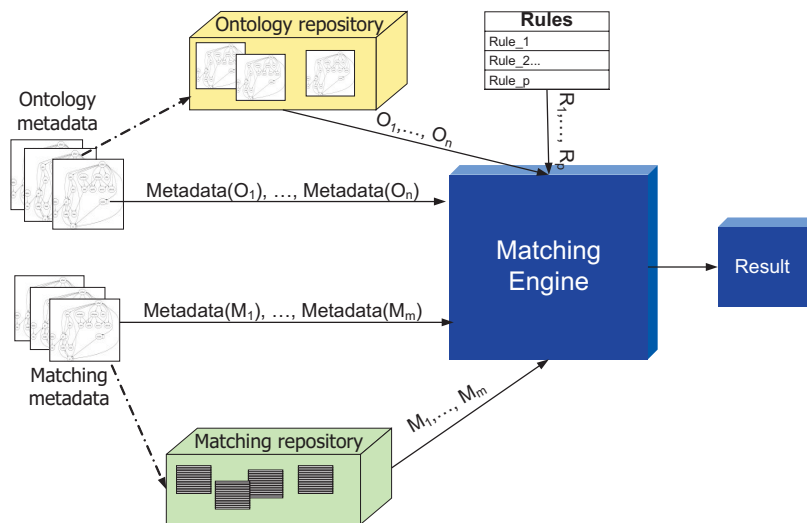 Ontology repository
Rules
Rule_1
Rule_2...
Rule_p
Ontology
metadata
O1,…, On
R1,…, Rp
Metadata(O1), …, Metadata(On)
Matching
Engine
Result
Metadata(M1), …, Metadata(Mm)
Matching
metadata
M1,…, Mm
Matching repository